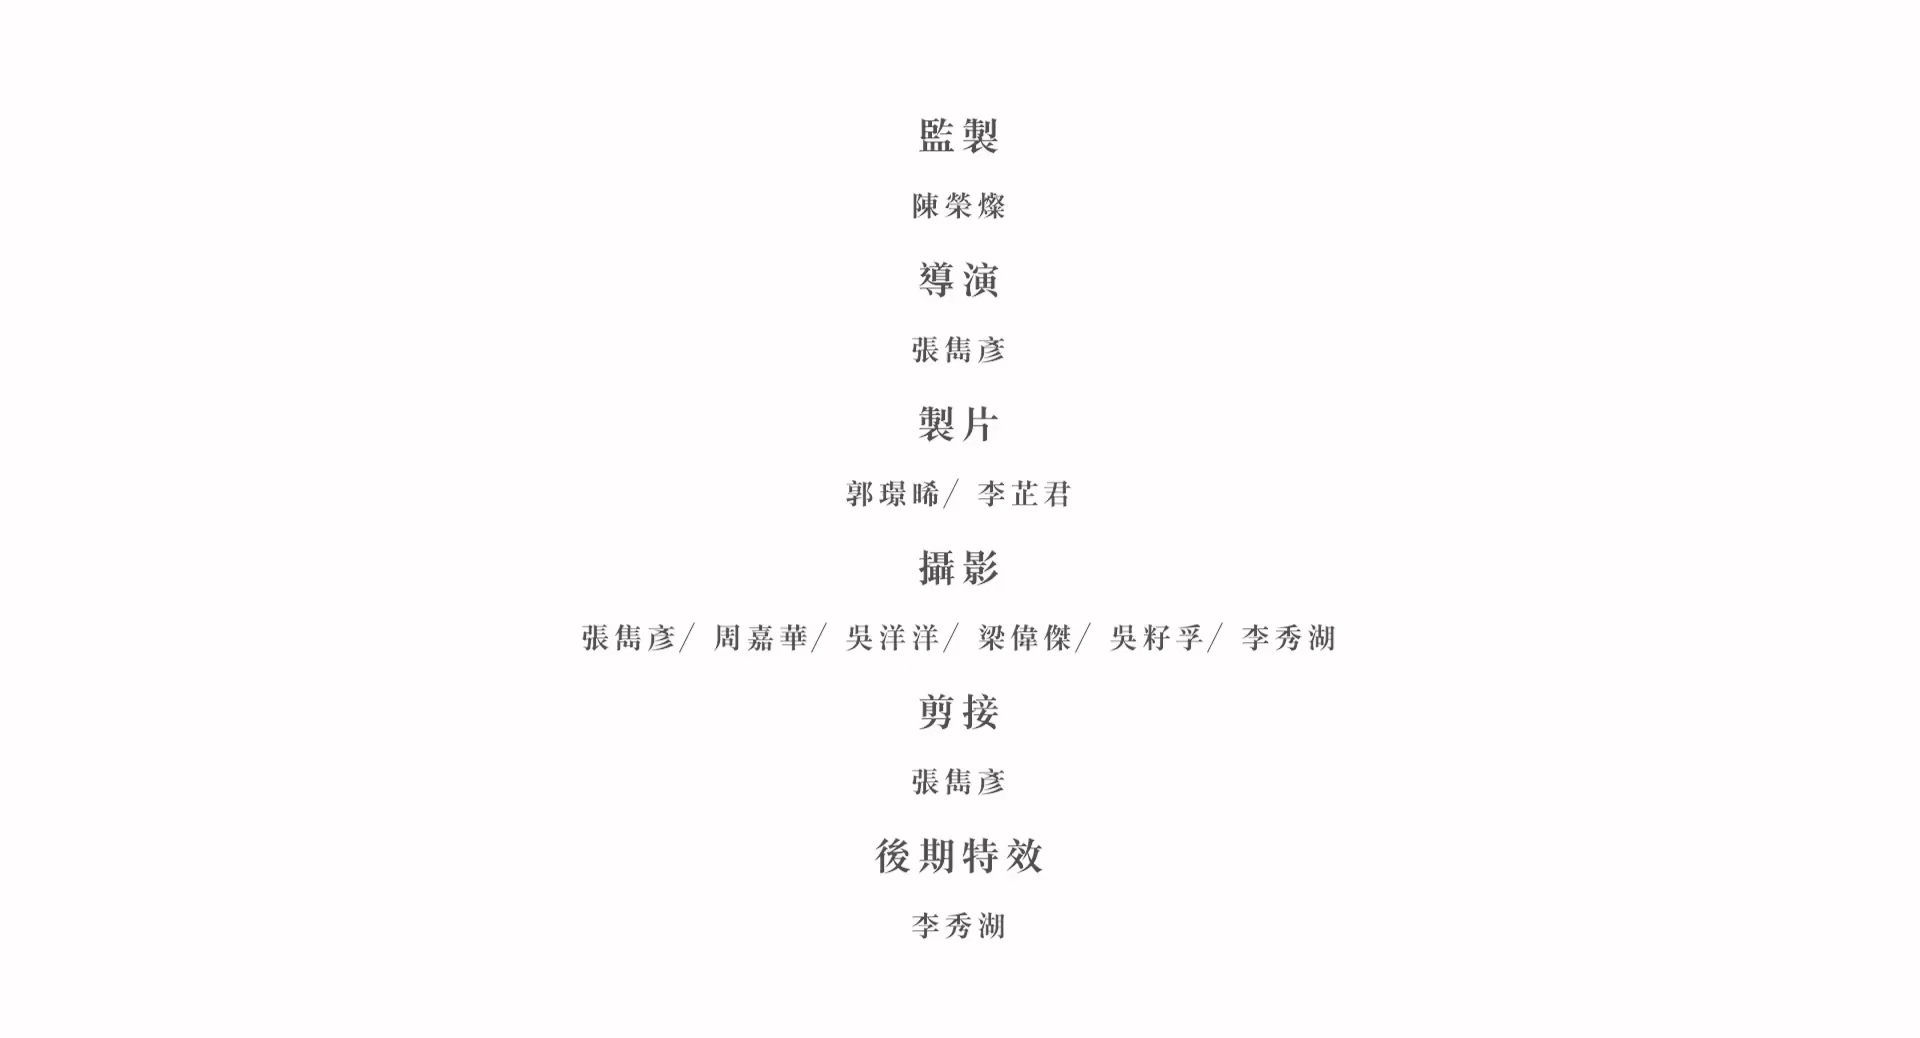 監製
陳榮燦
導演
張雋彥
製片
郭璟晞/ 李芷君
攝影
張雋彥/ 周嘉華/ 吳洋洋/ 梁偉傑/ 吳籽孚/ 李秀湖
剪接
張雋彥
後期特效
李秀湖